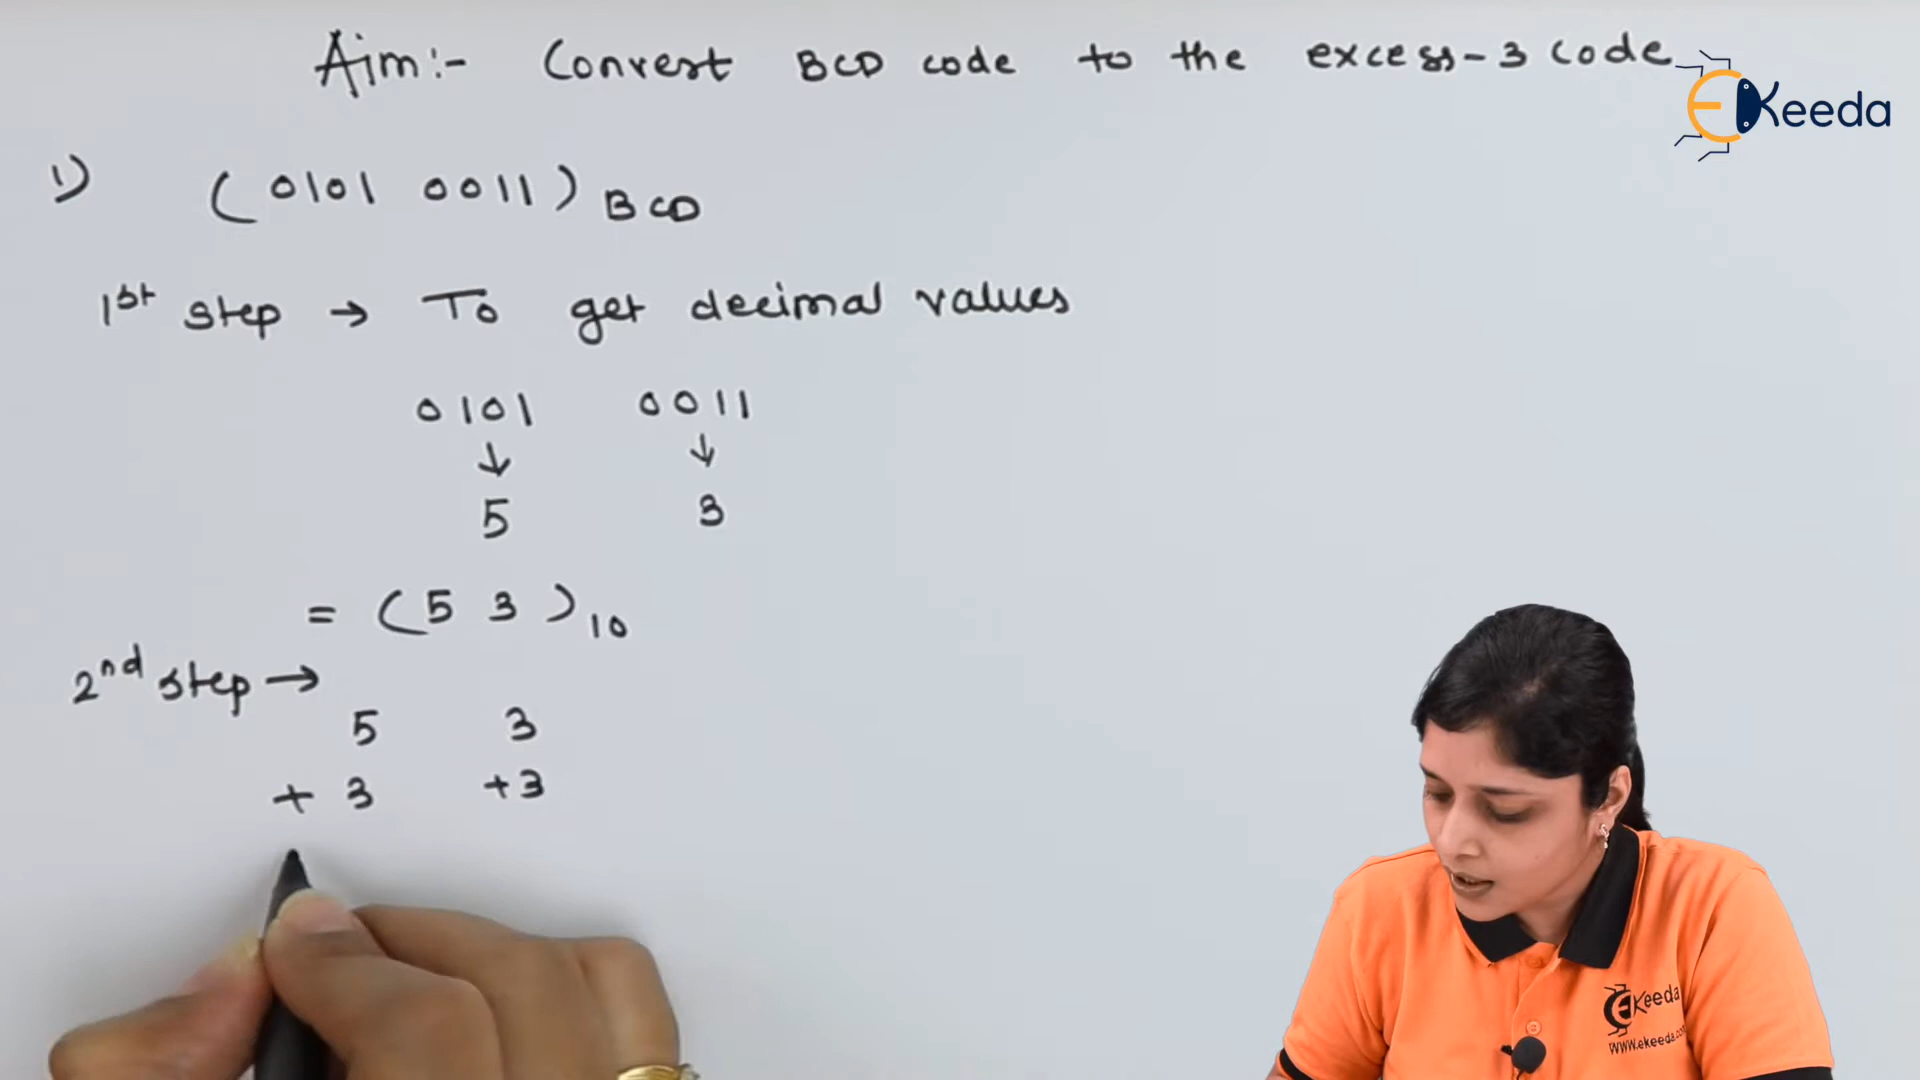 Aim:- Convert BCD code to the excess-3 code
EKeeda
1) (0101 0011)BCD
1st step → To get decimal values
0101 0011
↓ ↓
5 3
= (5 3)10
2nd step →
5 3
+ 3 +3
EKeeda
www.ekeeda.co